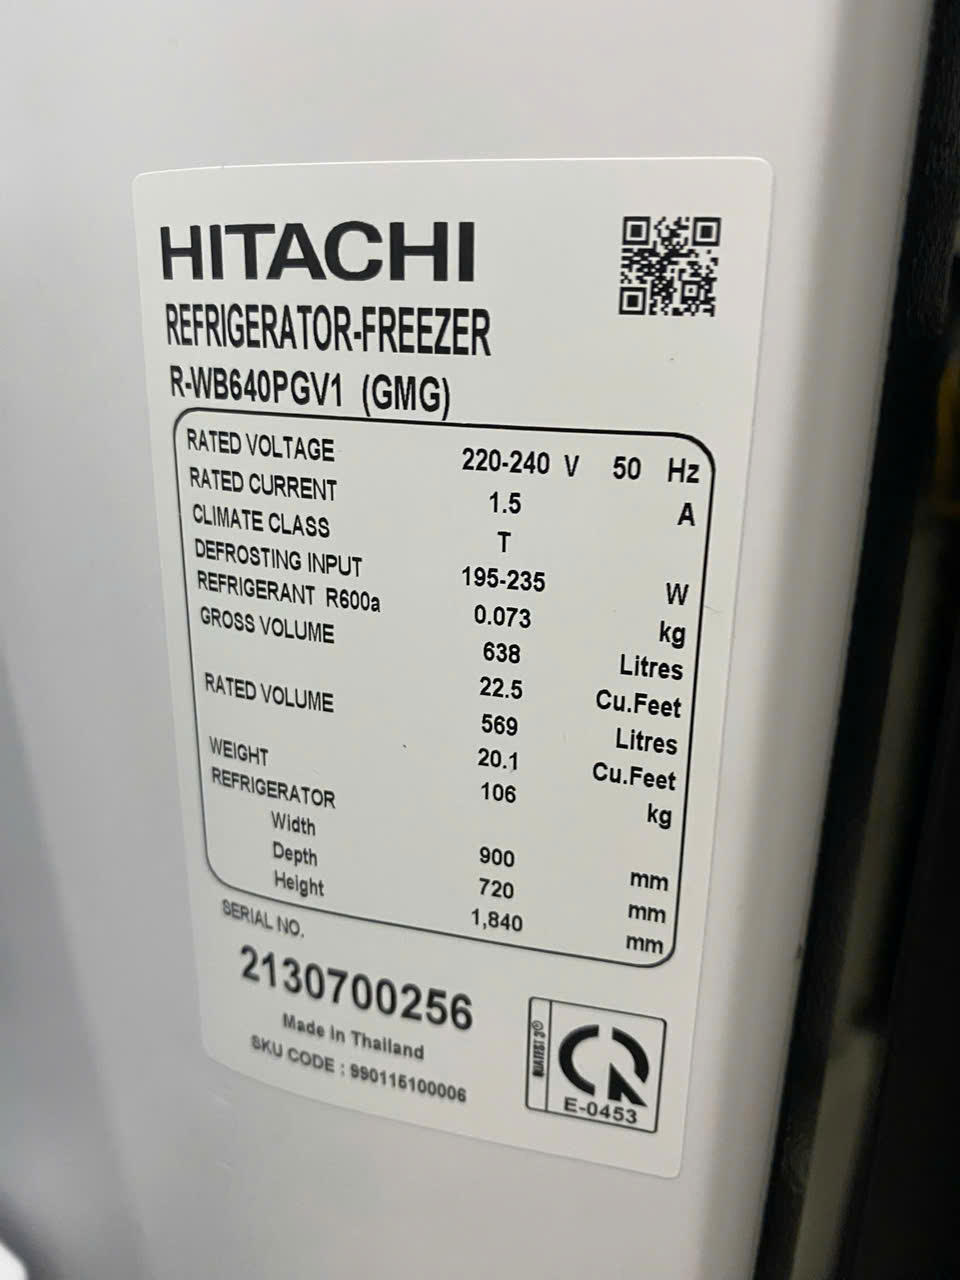 HITACHI
REFRIGERATOR-FREEZER
R-WB640PGV1 (GMG)
RATED VOLTAGE 220-240 V 50 Hz
RATED CURRENT 1.5 A
CLIMATE CLASS T
DEFROSTING INPUT 195-235 W
REFRIGERANT R600a 0.073 kg
GROSS VOLUME 638 Litres
22.5 Cu.Feet
RATED VOLUME 569 Litres
20.1 Cu.Feet
WEIGHT 106 kg
REFRIGERATOR
Width 900 mm
Depth 720 mm
Height 1,840 mm
SERIAL NO.
2130700256
Made In Thailand
SKU CODE : 990115100006
QUATEST 3®
CR
E-0453